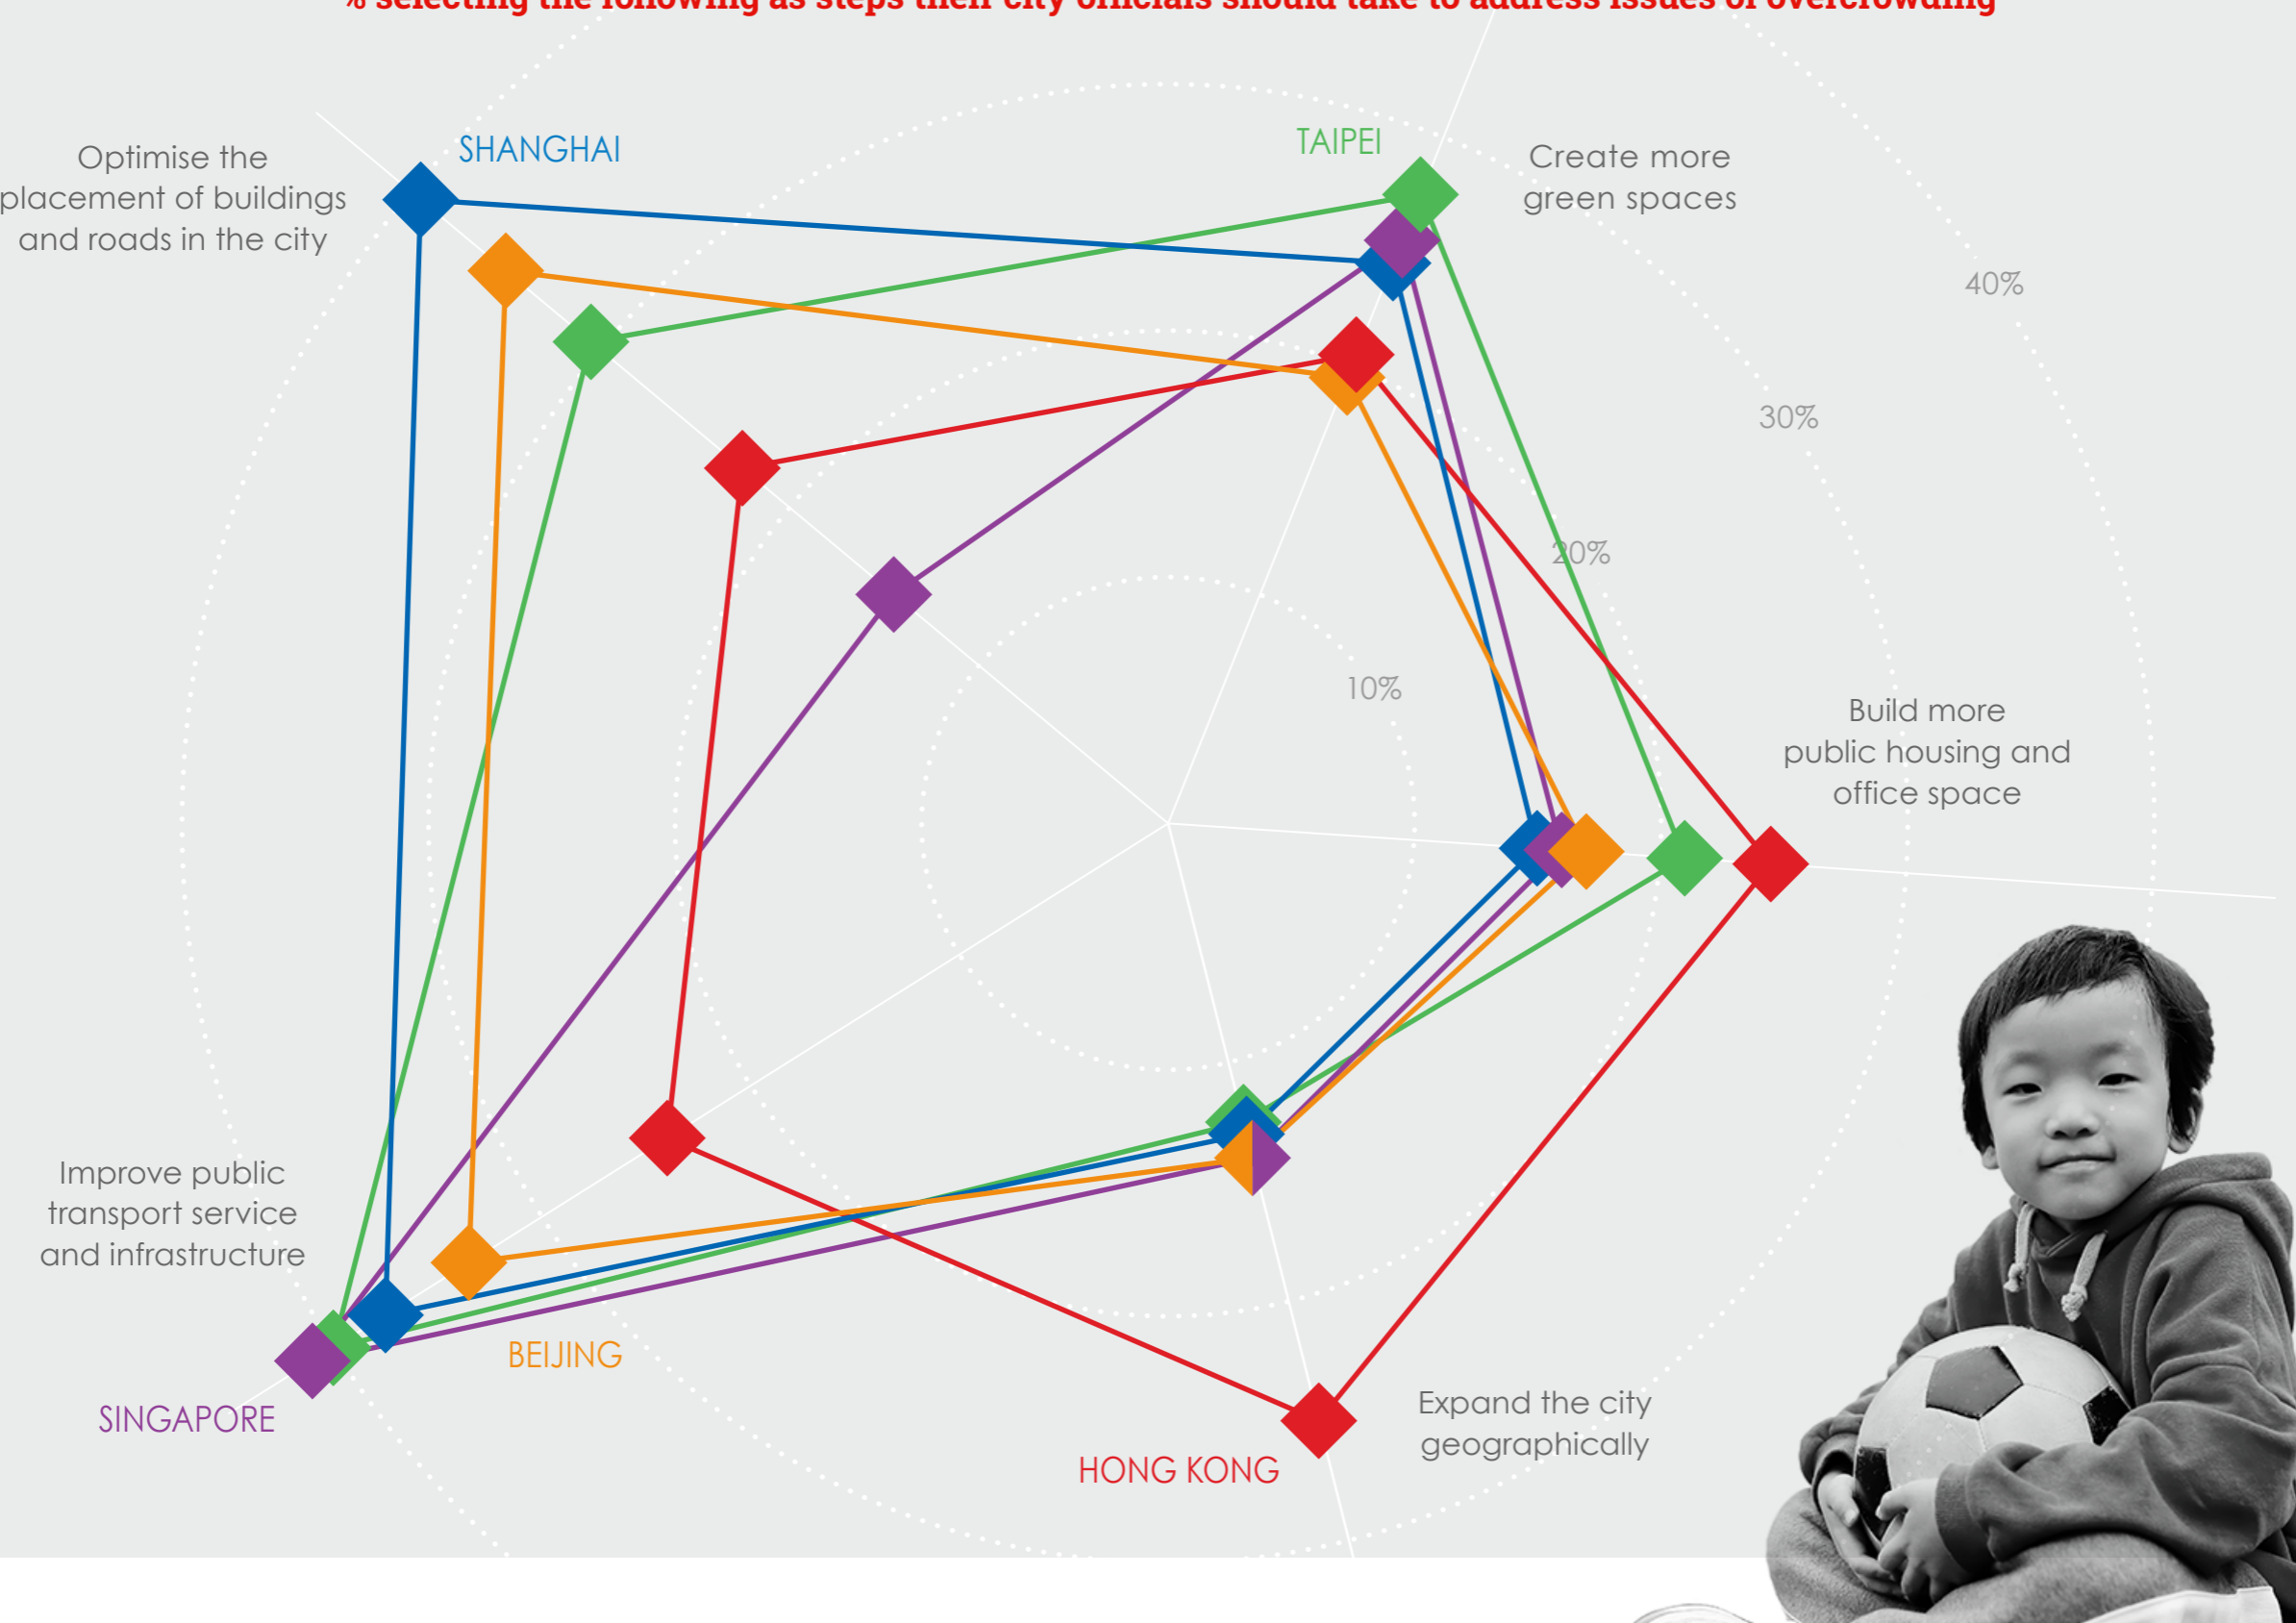 % selecting the following as steps their city officials should take to address issues of overcrowding
Optimise the
placement of buildings
and roads in the city
SHANGHAI
TAIPEI
Create more
green spaces
40%
30%
20%
10%
Build more
public housing and
office space
Improve public
transport service
and infrastructure
BEIJING
SINGAPORE
Expand the city
geographically
HONG KONG